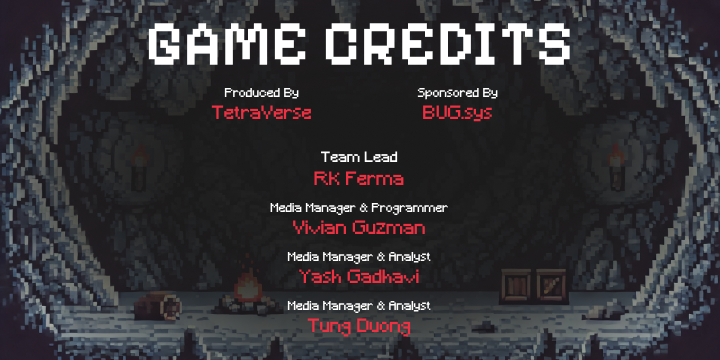 GAME CREDITS
Produced By
TetraVerse
Sponsored By
BUG.sys
Team Lead
RK Ferma
Media Manager & Programmer
Vivian Guzman
Media Manager & Analyst
Yash Gadhavi
Media Manager & Analyst
Tung Duong